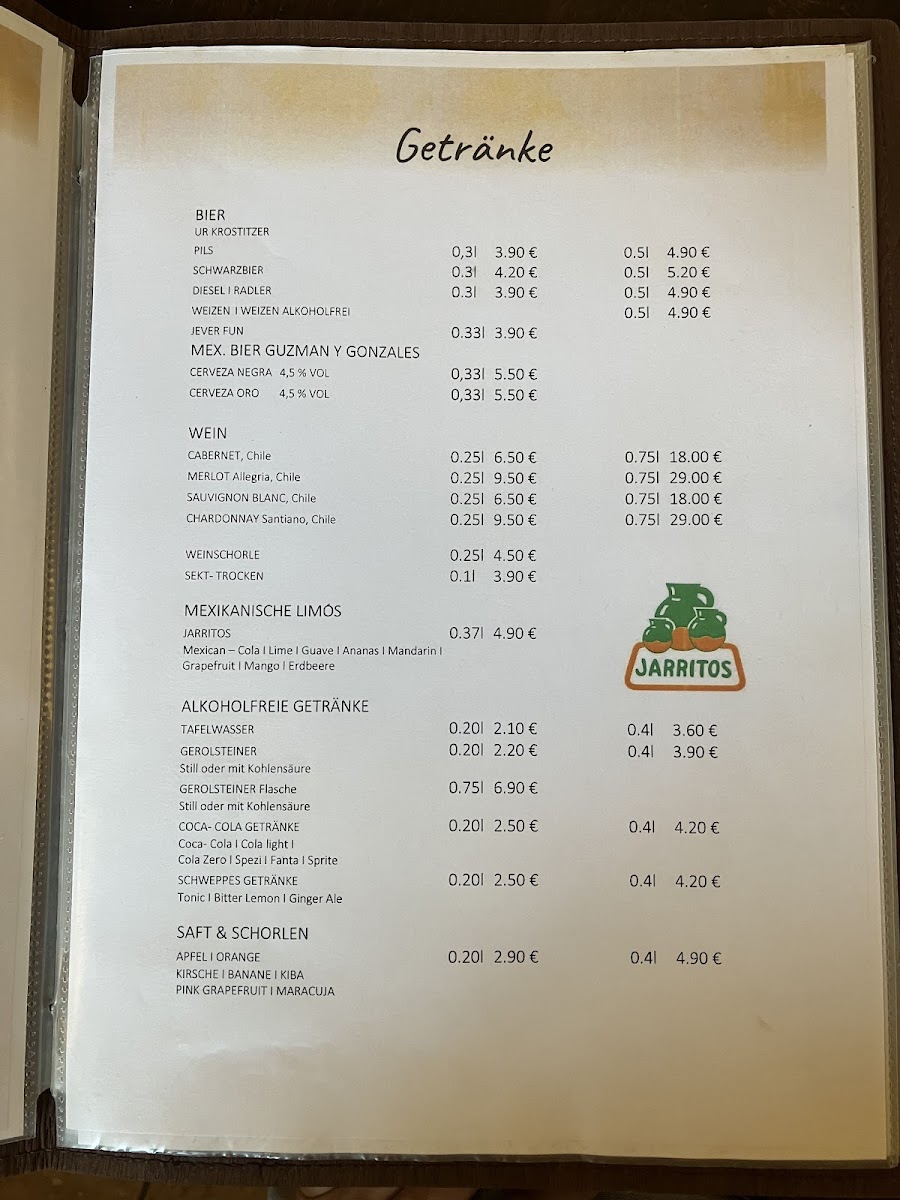 Getränke
BIER
UR KROSTITZER
PILS 0,3l 3.90 € 0.5l 4.90 €
SCHWARZBIER 0.3l 4.20 € 0.5l 5.20 €
DIESEL I RADLER 0.3l 3.90 € 0.5l 4.90 €
WEIZEN I WEIZEN ALKOHOLFREI 0.5l 4.90 €
JEVER FUN 0.33l 3.90 €
MEX. BIER GUZMAN Y GONZALES
CERVEZA NEGRA 4,5 % VOL 0,33l 5.50 €
CERVEZA ORO 4,5 % VOL 0,33l 5.50 €
WEIN
CABERNET, Chile 0.25l 6.50 € 0.75l 18.00 €
MERLOT Allegria, Chile 0.25l 9.50 € 0.75l 29.00 €
SAUVIGNON BLANC, Chile 0.25l 6.50 € 0.75l 18.00 €
CHARDONNAY Santiano, Chile 0.25l 9.50 € 0.75l 29.00 €
WEINSCHORLE 0.25l 4.50 €
SEKT- TROCKEN 0.1l 3.90 €
MEXIKANISCHE LIMÓS
JARRITOS 0.37l 4.90 €
Mexican – Cola I Lime I Guave I Ananas I Mandarin I
Grapefruit I Mango I Erdbeere
JARRITOS
ALKOHOLFREIE GETRÄNKE
TAFELWASSER 0.20l 2.10 € 0.4l 3.60 €
GEROLSTEINER 0.20l 2.20 € 0.4l 3.90 €
Still oder mit Kohlensäure
GEROLSTEINER Flasche 0.75l 6.90 €
Still oder mit Kohlensäure
COCA- COLA GETRÄNKE 0.20l 2.50 € 0.4l 4.20 €
Coca- Cola I Cola light I
Cola Zero I Spezi I Fanta I Sprite
SCHWEPPES GETRÄNKE 0.20l 2.50 € 0.4l 4.20 €
Tonic I Bitter Lemon I Ginger Ale
SAFT & SCHORLEN
APFEL I ORANGE 0.20l 2.90 € 0.4l 4.90 €
KIRSCHE I BANANE I KIBA
PINK GRAPEFRUIT I MARACUJA